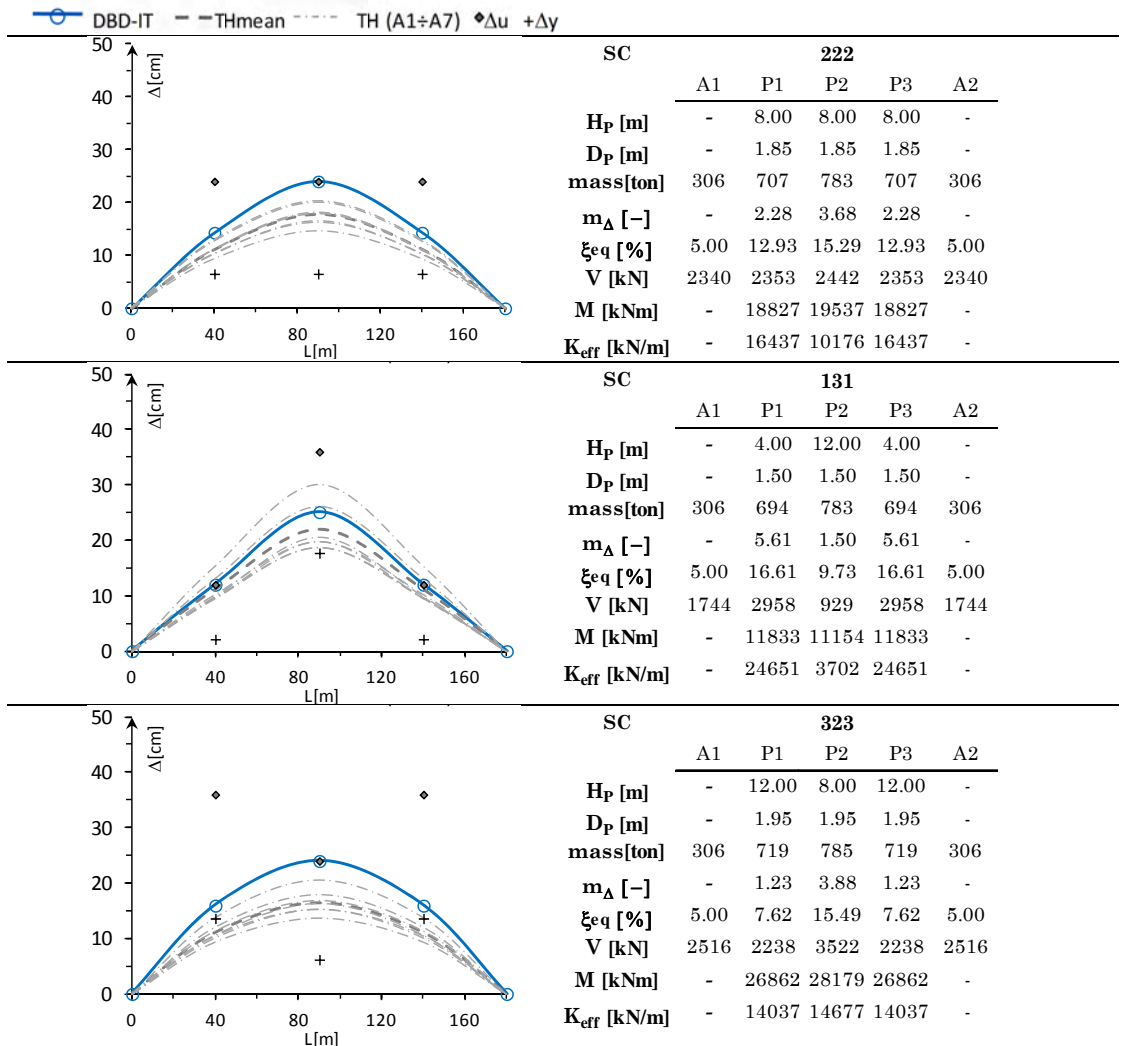 DBD-IT THmean TH (A1÷A7) Δu +Δy
50
40
30
20
10
0
Δ[cm]
0 40 80 120 160
L[m]
SC 222
A1 P1 P2 P3 A2
HP [m] - 8.00 8.00 8.00 -
DP [m] - 1.85 1.85 1.85 -
mass[ton] 306 707 783 707 306
mΔ [–] - 2.28 3.68 2.28 -
ξeq [%] 5.00 12.93 15.29 12.93 5.00
V [kN] 2340 2353 2442 2353 2340
M [kNm] - 18827 19537 18827 -
Keff [kN/m] - 16437 10176 16437 -
50
40
30
20
10
0
Δ[cm]
0 40 80 120 160
L[m]
SC 131
A1 P1 P2 P3 A2
HP [m] - 4.00 12.00 4.00 -
DP [m] - 1.50 1.50 1.50 -
mass[ton] 306 694 783 694 306
mΔ [–] - 5.61 1.50 5.61 -
ξeq [%] 5.00 16.61 9.73 16.61 5.00
V [kN] 1744 2958 929 2958 1744
M [kNm] - 11833 11154 11833 -
Keff [kN/m] - 24651 3702 24651 -
50
40
30
20
10
0
Δ[cm]
0 40 80 120 160
L[m]
SC 323
A1 P1 P2 P3 A2
HP [m] - 12.00 8.00 12.00 -
DP [m] - 1.95 1.95 1.95 -
mass[ton] 306 719 785 719 306
mΔ [–] - 1.23 3.88 1.23 -
ξeq [%] 5.00 7.62 15.49 7.62 5.00
V [kN] 2516 2238 3522 2238 2516
M [kNm] - 26862 28179 26862 -
Keff [kN/m] - 14037 14677 14037 -